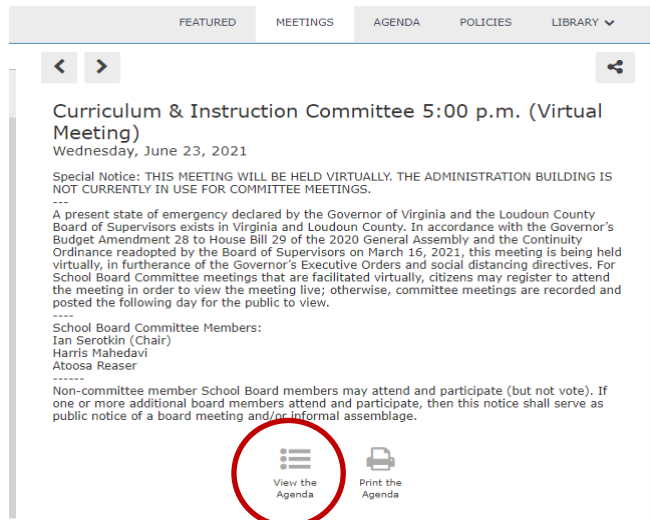 FEATURED MEETINGS AGENDA POLICIES LIBRARY
Curriculum & Instruction Committee 5:00 p.m. (Virtual
Meeting)
Wednesday, June 23, 2021
Special Notice: THIS MEETING WILL BE HELD VIRTUALLY. THE ADMINISTRATION BUILDING IS
NOT CURRENTLY IN USE FOR COMMITTEE MEETINGS.
---
A present state of emergency declared by the Governor of Virginia and the Loudoun County
Board of Supervisors exists in Virginia and Loudoun County. In accordance with the Governor's
Budget Amendment 28 to House Bill 29 of the 2020 General Assembly and the Continuity
Ordinance readopted by the Board of Supervisors on March 16, 2021, this meeting is being held
virtually, in furtherance of the Governor's Executive Orders and social distancing directives. For
School Board Committee meetings that are facilitated virtually, citizens may register to attend
the meeting in order to view the meeting live; otherwise, committee meetings are recorded and
posted the following day for the public to view.
----
School Board Committee Members:
Ian Serotkin (Chair)
Harris Mahedavi
Atoosa Reaser
------
Non-committee member School Board members may attend and participate (but not vote). If
one or more additional board members attend and participate, then this notice shall serve as
public notice of a board meeting and/or informal assemblage.
View the Print the
Agenda Agenda